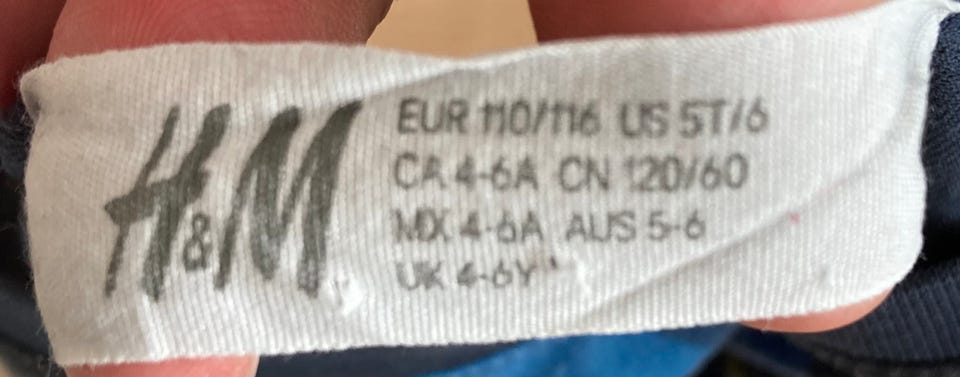 H&M
EUR 110/116 US 5T/6
CA 4-6A CN 120/60
MX 4-6A AUS 5-6
UK 4-6Y